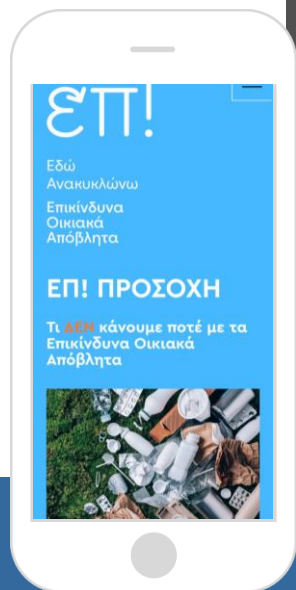 επ!
Εδώ
Ανακυκλώνω
Επικίνδυνα
Οικιακά
Απόβλητα
ΕΠ! ΠΡΟΣΟΧΗ
Τι ΔΕΝ κάνουμε ποτέ με τα
Επικίνδυνα Οικιακά
Απόβλητα